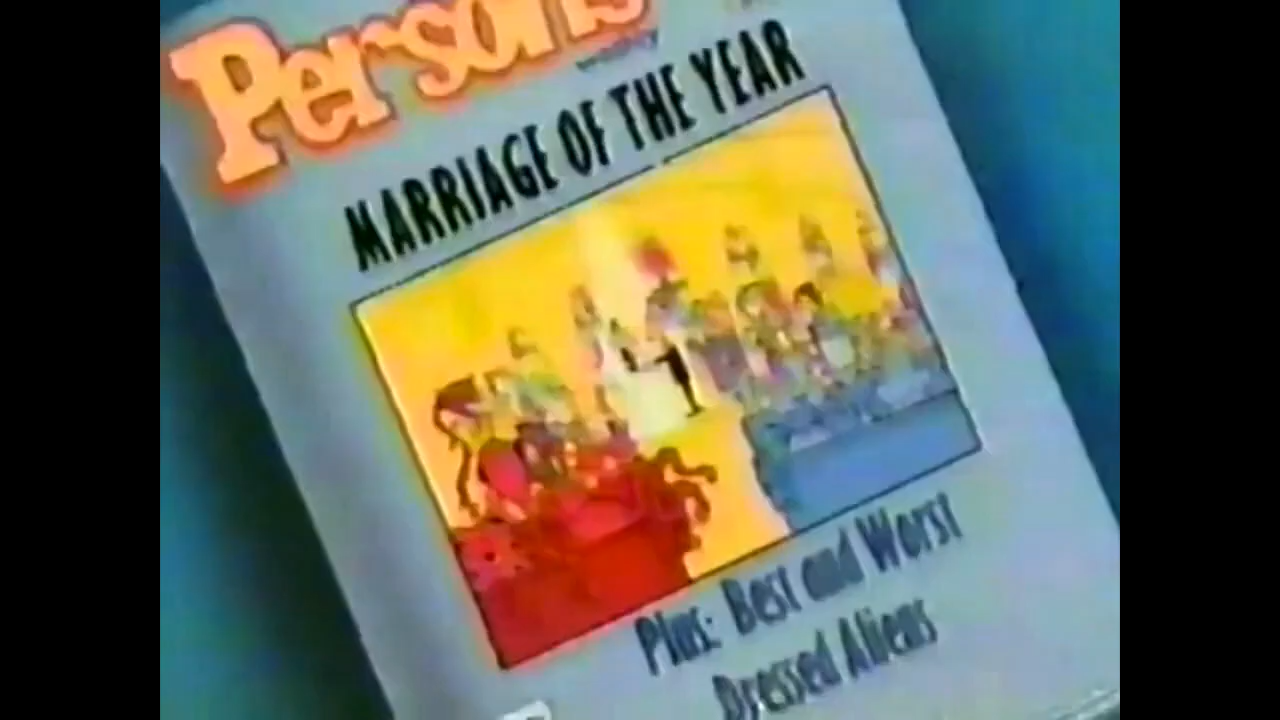 Persons
MARRIAGE OF THE YEAR
Plus: Best and Worst
Dressed Aliens